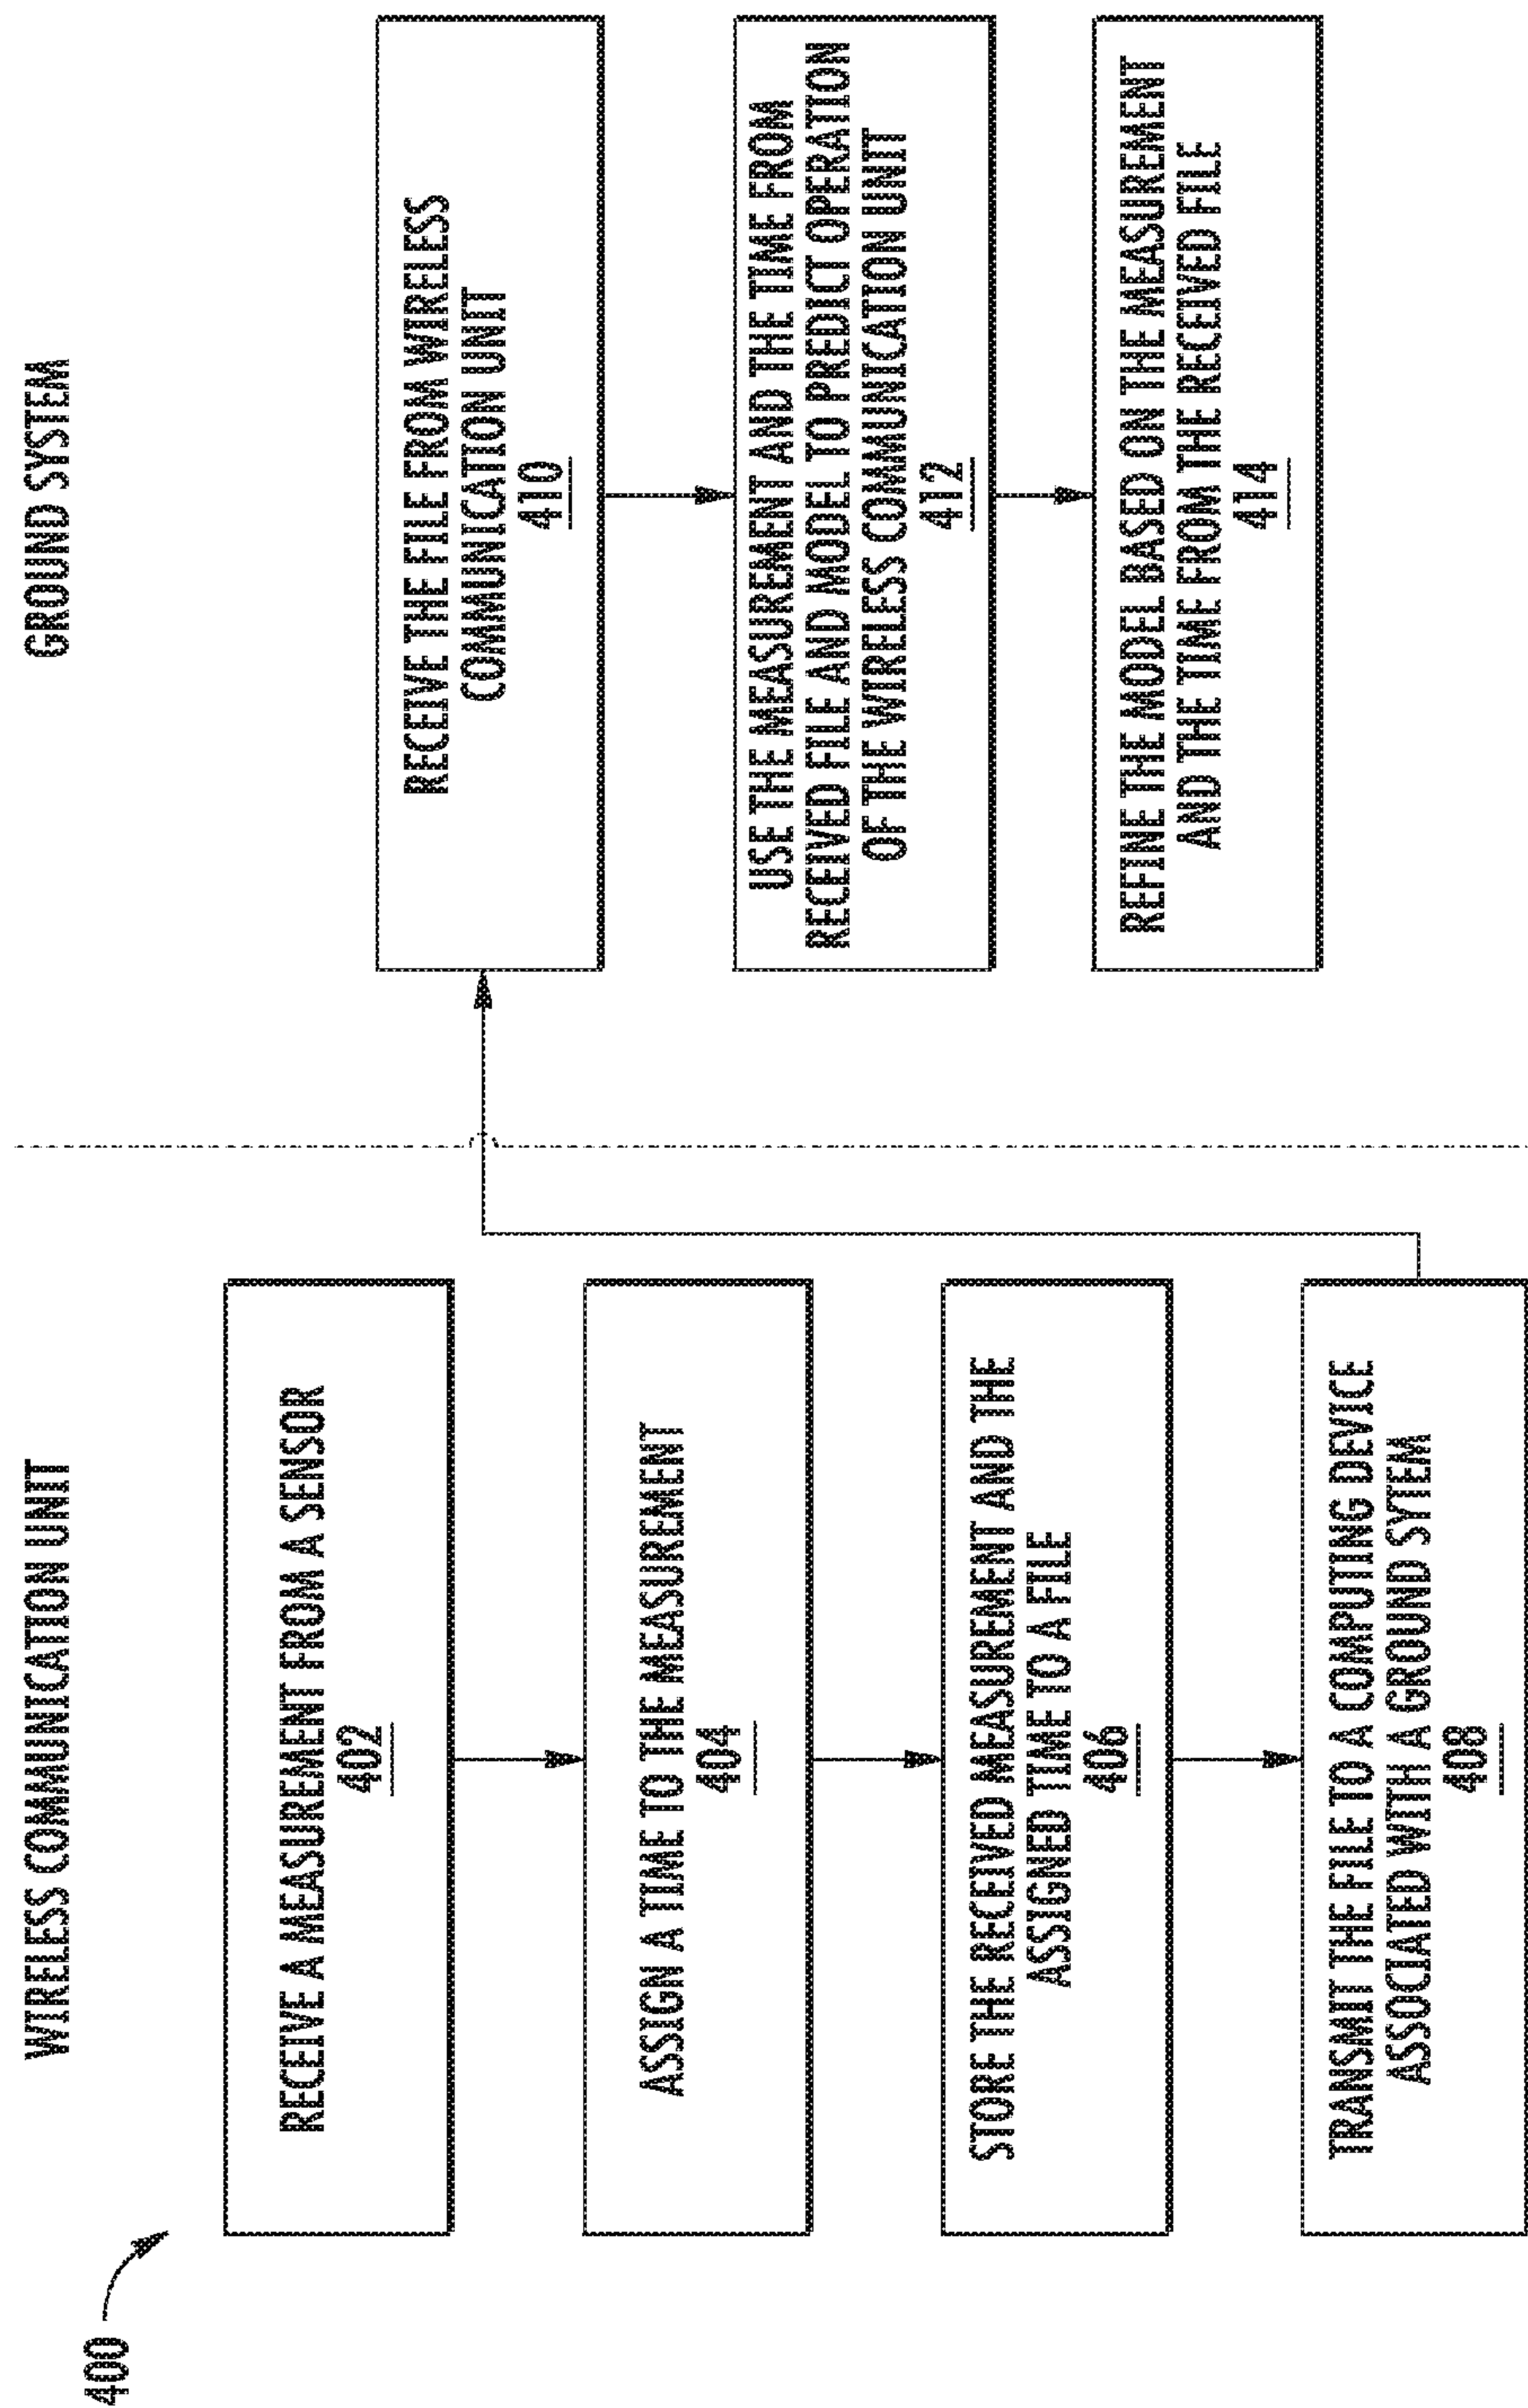 400
WIRELESS COMMUNICATION UNIT
RECEIVE A MEASUREMENT FROM A SENSOR
402
ASSIGN A TIME TO THE MEASUREMENT
404
STORE THE RECEIVED MEASUREMENT AND THE
ASSIGNED TIME TO A FILE
406
TRANSMIT THE FILE TO A COMPUTING DEVICE
ASSOCIATED WITH A GROUND SYTEM
408
GROUND SYSTEM
RECEIVE THE FILE FROM WIRELESS
COMMUNICATION UNIT
410
USE THE MEASUREMENT AND THE TIME FROM
RECEIVED FILE AND MODEL TO PREDICT OPERATION
OF THE WIRELESS COMMUNICATION UNIT
412
REFINE THE MODEL BASED ON THE MEASUREMENT
AND THE TIME FROM THE RECEIVED FILE
414